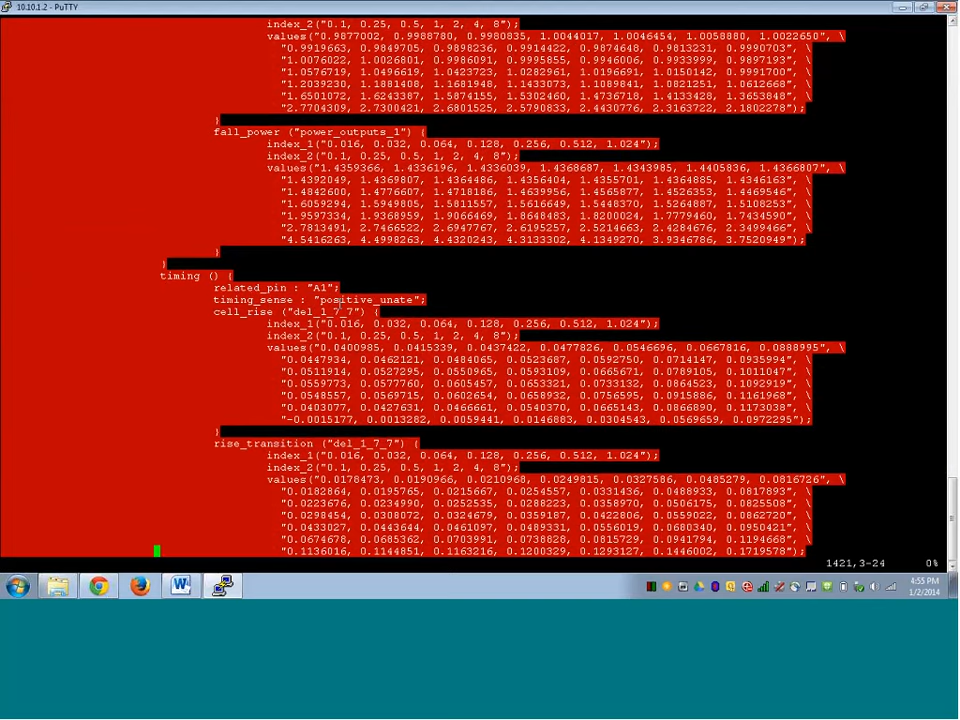 10.10.1.2 - PuTTY
index_2("0.1, 0.25, 0.5, 1, 2, 4, 8");
values("0.9877002, 0.9988780, 0.9980835, 1.0044017, 1.0046454, 1.0058880, 1.0022650", \
"0.9919663, 0.9849705, 0.9898236, 0.9914422, 0.9874648, 0.9813231, 0.9990703", \
"1.0076012, 1.0026801, 0.9986091, 0.9995855, 0.9946006, 0.9933999, 0.9897193", \
"1.0576719, 1.0496619, 1.0423723, 1.0282961, 1.0196691, 1.0150142, 0.9991700", \
"1.2039230, 1.1881408, 1.1681948, 1.1433073, 1.1089841, 1.0821251, 1.0612668", \
"1.6501072, 1.6243387, 1.5874155, 1.5302460, 1.4736718, 1.4133428, 1.3653848", \
"2.7704309, 2.7300421, 2.6801525, 2.5790833, 2.4430776, 2.3163722, 2.1802278");
}
fall_power ("power_outputs_1") {
index_1("0.016, 0.032, 0.064, 0.128, 0.256, 0.512, 1.024");
index_2("0.1, 0.25, 0.5, 1, 2, 4, 8");
values("1.4359366, 1.4336196, 1.4336039, 1.4368687, 1.4343985, 1.4405836, 1.4366807", \
"1.4392049, 1.4369807, 1.4364486, 1.4356404, 1.4355701, 1.4364885, 1.4346163", \
"1.4842600, 1.4776607, 1.4718186, 1.4639956, 1.4565877, 1.4526353, 1.4469546", \
"1.6059294, 1.5949805, 1.5811557, 1.5616649, 1.5448370, 1.5264887, 1.5108253", \
"1.9597334, 1.9368959, 1.9066469, 1.8648483, 1.8200024, 1.7779460, 1.7434590", \
"2.7813491, 2.7466522, 2.6947767, 2.6195257, 2.5214663, 2.4284676, 2.3499466", \
"4.5416263, 4.4998263, 4.4320243, 4.3133302, 4.1349270, 3.9346786, 3.7520949");
}
}
timing () {
related_pin : "A1";
timing_sense : "positive_unate";
cell_rise ("del_1_7_7") {
index_1("0.016, 0.032, 0.064, 0.128, 0.256, 0.512, 1.024");
index_2("0.1, 0.25, 0.5, 1, 2, 4, 8");
values("0.0400985, 0.0415339, 0.0437422, 0.0477826, 0.0546696, 0.0667816, 0.0888995", \
"0.0447934, 0.0462121, 0.0484065, 0.0523687, 0.0592750, 0.0714147, 0.0935994", \
"0.0511914, 0.0527295, 0.0550965, 0.0593109, 0.0665671, 0.0789105, 0.1011047", \
"0.0559773, 0.0577760, 0.0605457, 0.0653321, 0.0733132, 0.0864523, 0.1092919", \
"0.0548557, 0.0569715, 0.0602654, 0.0658932, 0.0756595, 0.0915886, 0.1161968", \
"0.0403077, 0.0427631, 0.0466661, 0.0540370, 0.0665143, 0.0866890, 0.1173038", \
"-0.0015177, 0.0013282, 0.0059441, 0.0146883, 0.0304543, 0.0569659, 0.0972295");
}
rise_transition ("del_1_7_7") {
index_1("0.016, 0.032, 0.064, 0.128, 0.256, 0.512, 1.024");
index_2("0.1, 0.25, 0.5, 1, 2, 4, 8");
values("0.0178473, 0.0190966, 0.0210968, 0.0249815, 0.0327586, 0.0485279, 0.0816726", \
"0.0182864, 0.0195765, 0.0215667, 0.0254557, 0.0331436, 0.0488933, 0.0817893", \
"0.0223676, 0.0234990, 0.0252535, 0.0288223, 0.0358970, 0.0506175, 0.0825508", \
"0.0298553, 0.0308072, 0.0324679, 0.0359187, 0.0422806, 0.0559022, 0.0862720", \
"0.0433027, 0.0443644, 0.0461097, 0.0489331, 0.0556019, 0.0680340, 0.0950421", \
"0.0674678, 0.0685362, 0.0703991, 0.0738828, 0.0815729, 0.0941794, 0.1194668", \
"0.1136016, 0.1144851, 0.1163216, 0.1200329, 0.1293127, 0.1446002, 0.1719578");
1421,3-24 0%
4:55 PM
1/2/2014